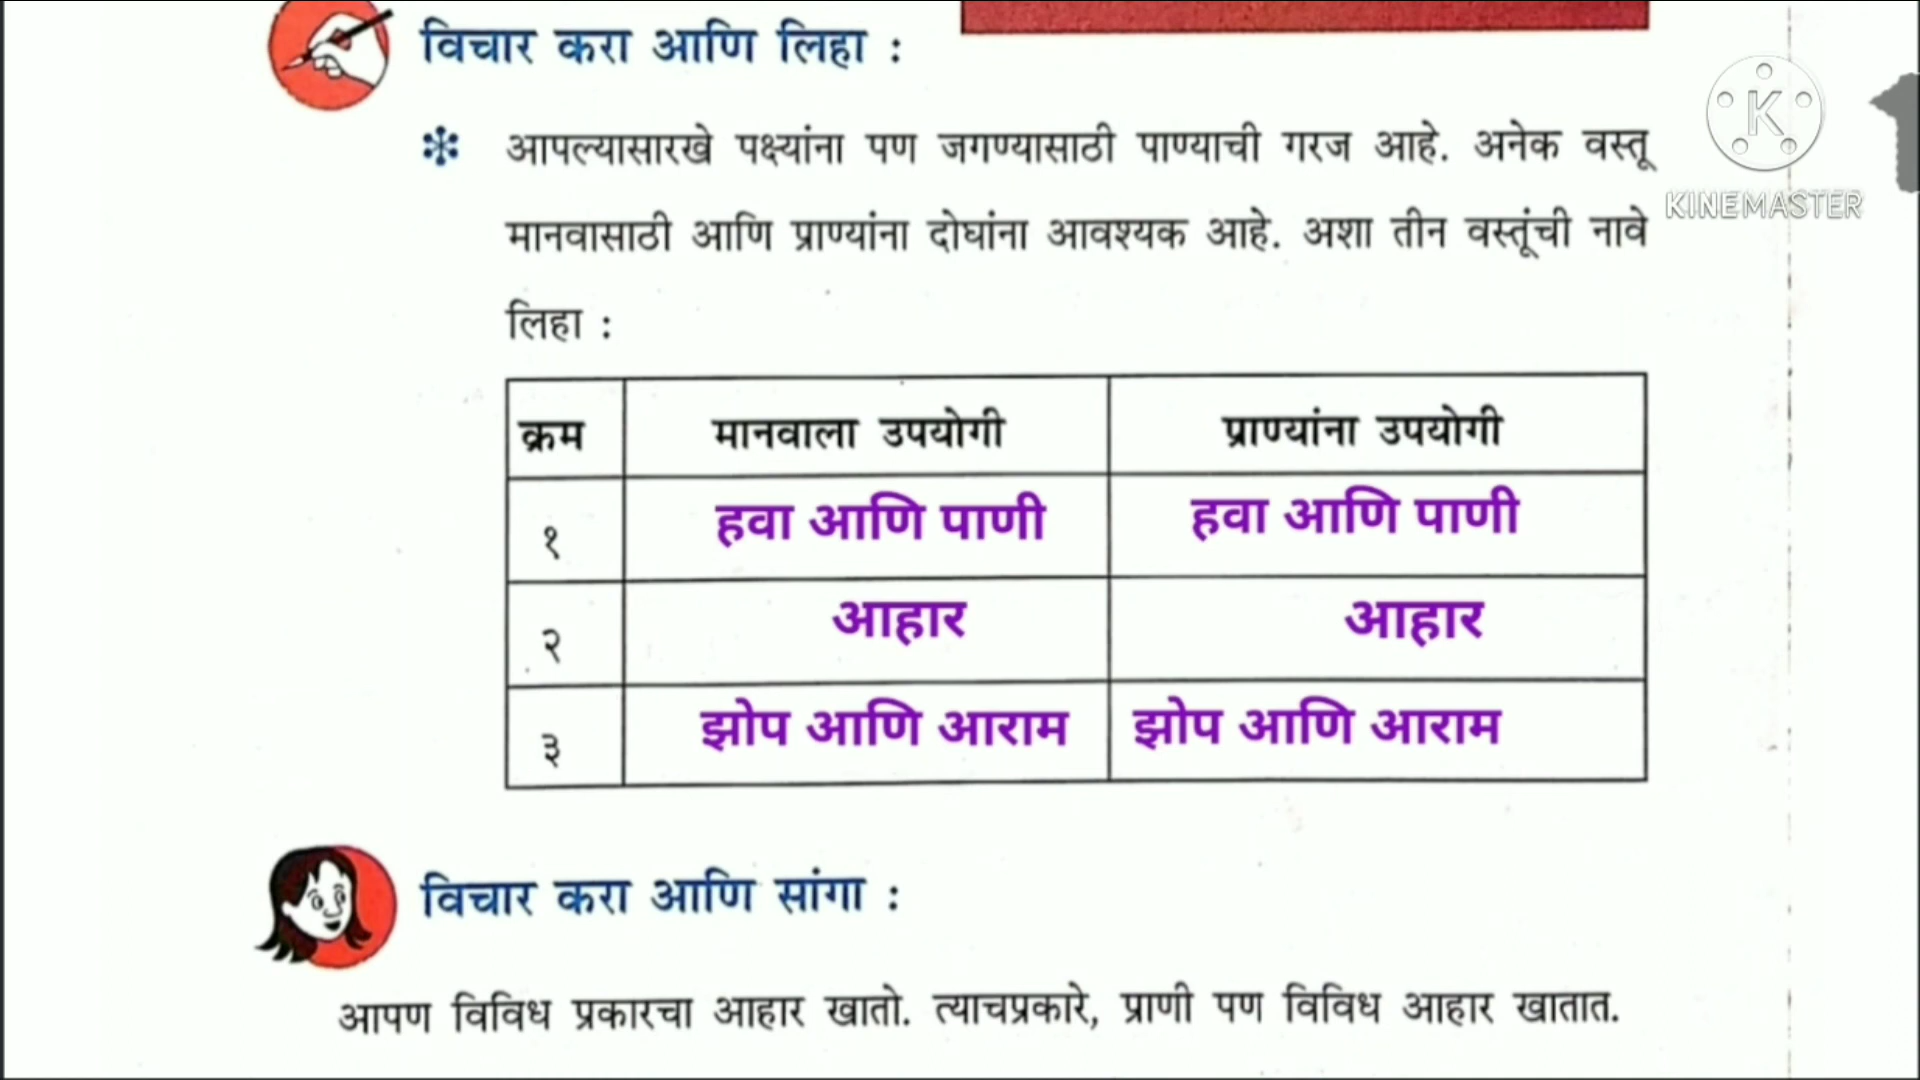 विचार करा आणि लिहा :
आपल्यासारखे पक्ष्यांना पण जगण्यासाठी पाण्याची गरज आहे. अनेक वस्तू
मानवासाठी आणि प्राण्यांना दोघांना आवश्यक आहे. अशा तीन वस्तूंची नावे
लिहा :
क्रम मानवाला उपयोगी प्राण्यांना उपयोगी
१ हवा आणि पाणी हवा आणि पाणी
२ आहार आहार
३ झोप आणि आराम झोप आणि आराम
विचार करा आणि सांगा :
आपण विविध प्रकारचा आहार खातो. त्याचप्रकारे, प्राणी पण विविध आहार खातात.
K
KINEMASTER